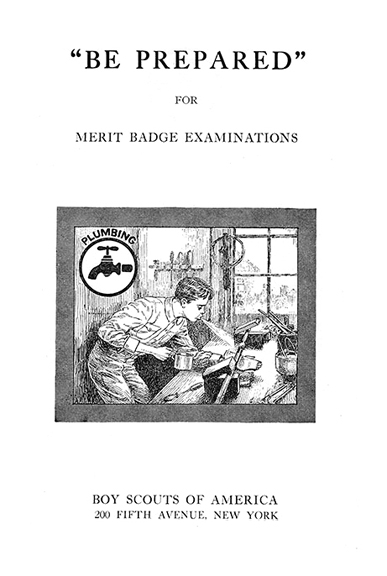 “BE PREPARED”
FOR
MERIT BADGE EXAMINATIONS
PLUMBING
BOY SCOUTS OF AMERICA
200 FIFTH AVENUE, NEW YORK